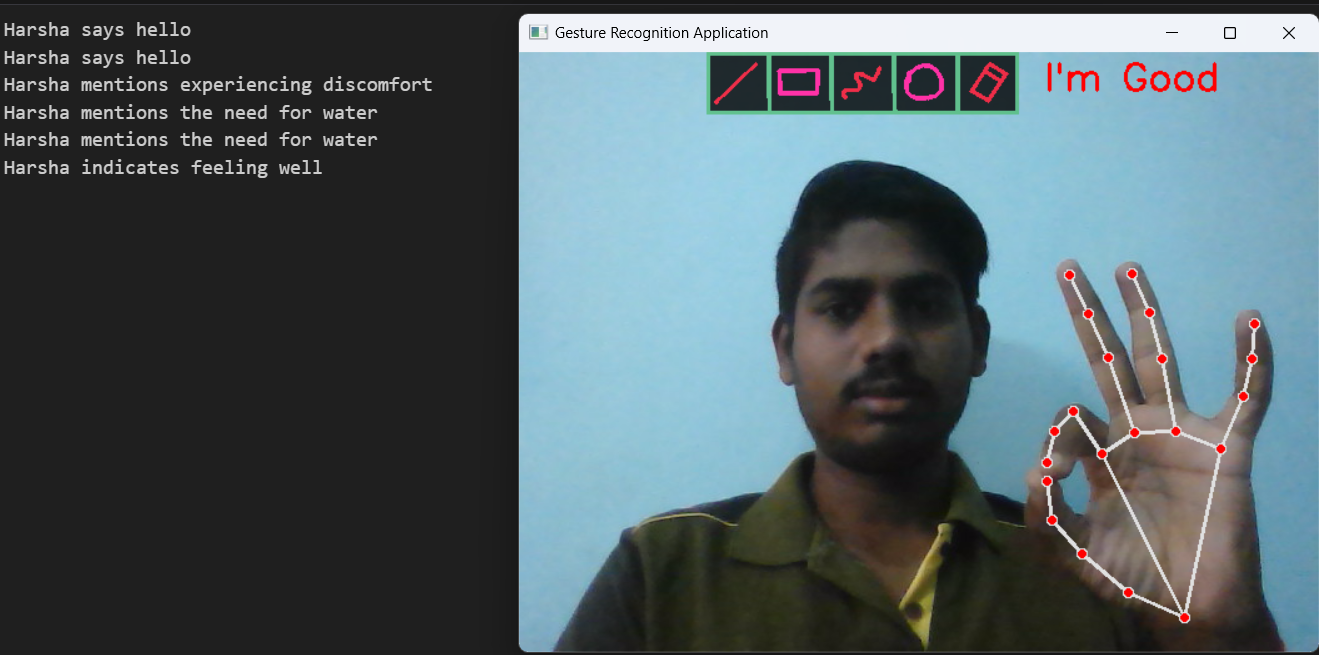 Harsha says hello
Harsha says hello
Harsha mentions experiencing discomfort
Harsha mentions the need for water
Harsha mentions the need for water
Harsha indicates feeling well
Gesture Recognition Application
I'm Good